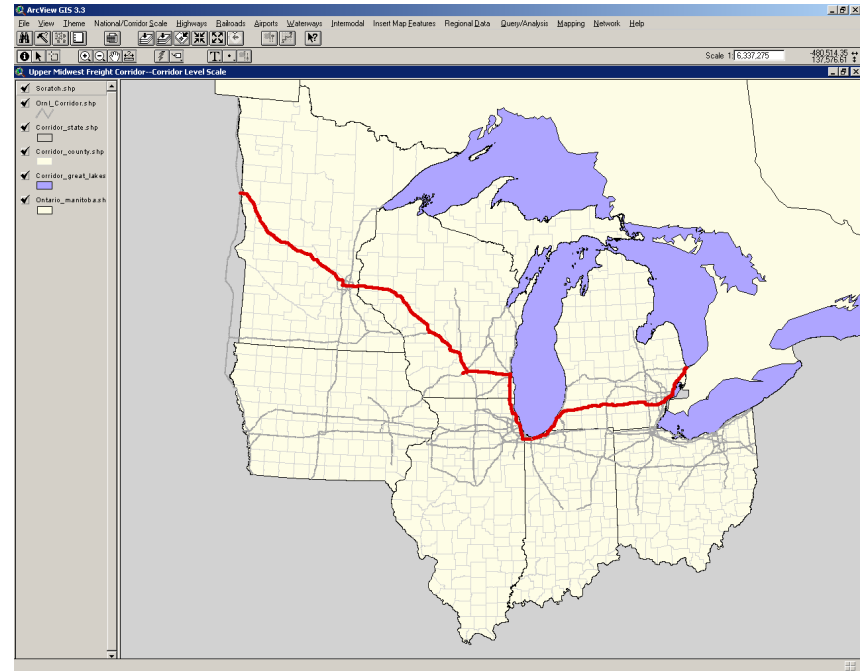 ArcView GIS 3.3
File View Theme National/Corridor Scale Highways Railroads Airports Waterways Intermodal Insert Map Features Regional Data Query/Analysis Mapping Network Help
Scale 1: 6,337,275
-480,514.35
137,576.61
Upper Midwest Freight Corridor--Corridor Level Scale
Scratch.shp
Ornl_Corridor.shp
Corridor_state.shp
Corridor_county.shp
Corridor_great_lakes
Ontario_manitoba.sh